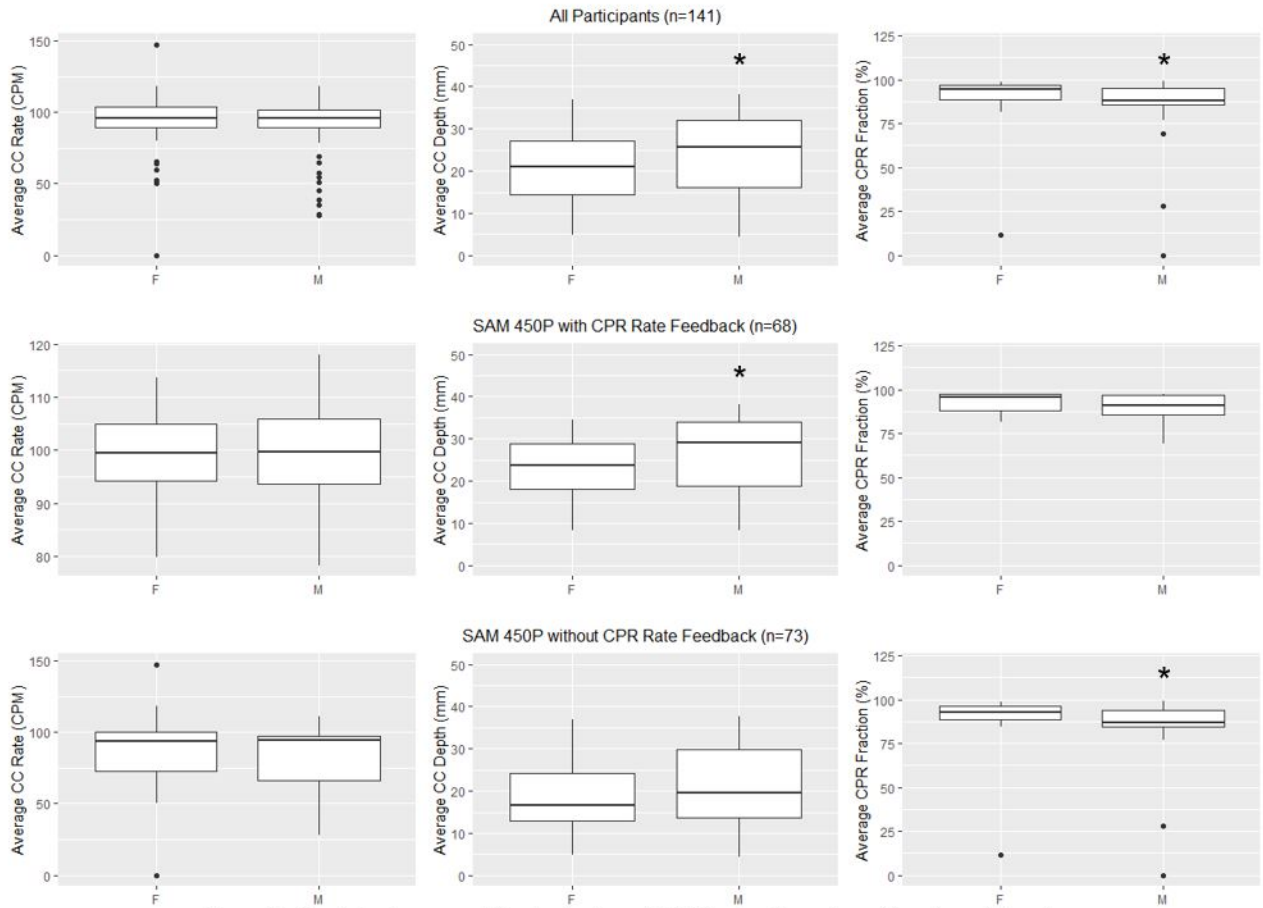 All Participants (n=141)
Average CC Rate (CPM)
150
100
50
0
F
M
Average CC Depth (mm)
50
40
30
20
10
0
*
F
M
Average CPR Fraction (%)
125
100
75
50
25
0
*
F
M
SAM 450P with CPR Rate Feedback (n=68)
Average CC Rate (CPM)
120
110
100
90
80
F
M
Average CC Depth (mm)
50
40
30
20
10
0
*
F
M
Average CPR Fraction (%)
125
100
75
50
25
0
F
M
SAM 450P without CPR Rate Feedback (n=73)
Average CC Rate (CPM)
150
100
50
0
F
M
Average CC Depth (mm)
50
40
30
20
10
0
F
M
Average CPR Fraction (%)
125
100
75
50
25
0
*
F
M